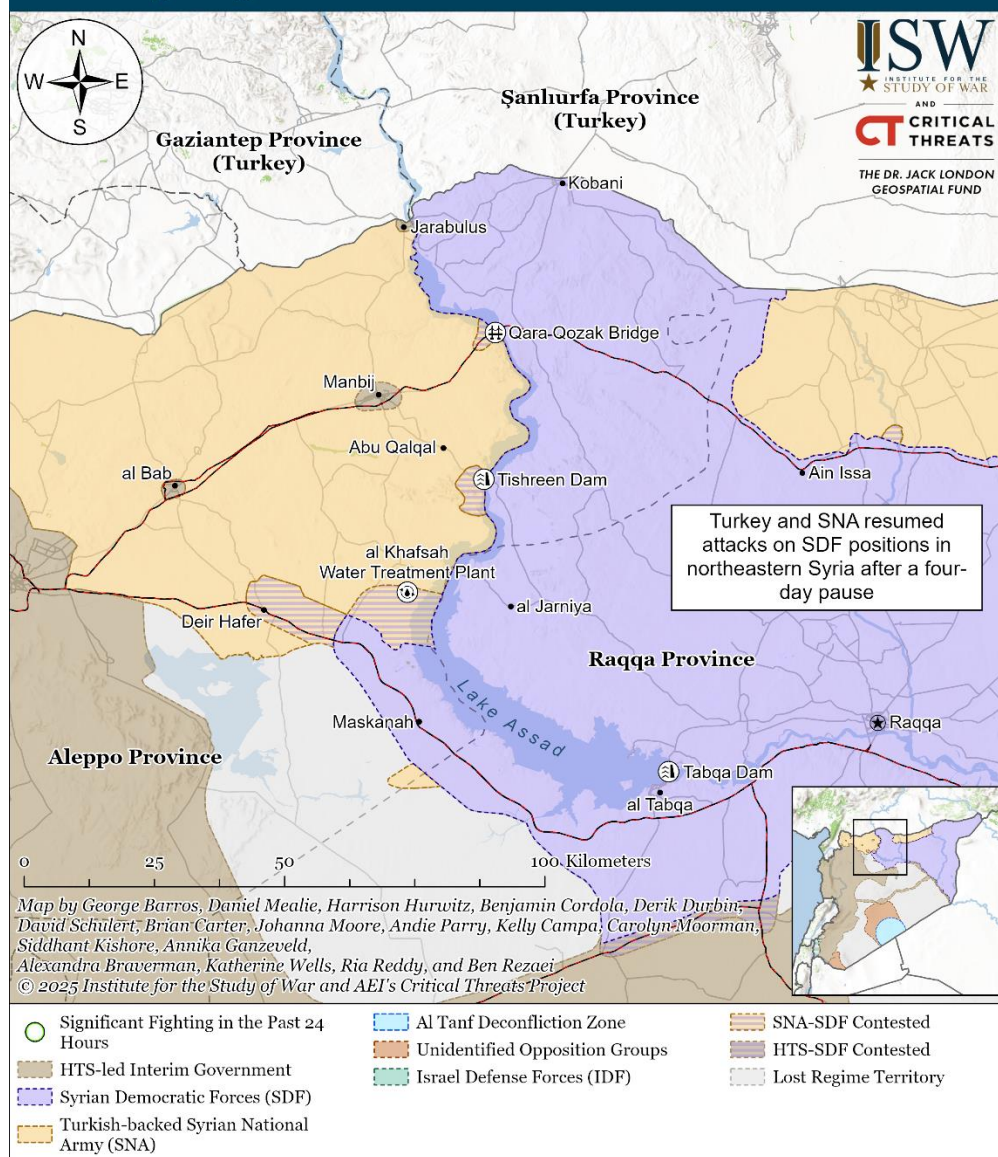 N
W
E
S
ISW
INSTITUTE FOR THE
STUDY OF WAR
AND
CT CRITICAL
THREATS
THE DR. JACK LONDON
GEOSPATIAL FUND
Şanlıurfa Province
(Turkey)
Gaziantep Province
(Turkey)
Kobani
Jarabulus
Qara-Qozak Bridge
Manbij
Abu Qalqal
al Bab
Tishreen Dam
Ain Issa
Turkey and SNA resumed
attacks on SDF positions in
northeastern Syria after a four-
day pause
al Khafsah
Water Treatment Plant
Deir Hafer
al Jarniya
Raqqa Province
Lake Assad
Maskanah
Raqqa
Aleppo Province
Tabqa Dam
al Tabqa
0 25 50 100 Kilometers
Map by George Barros, Daniel Mealie, Harrison Hurwitz, Benjamin Cordola, Derik Durbin,
David Schulert, Brian Carter, Johanna Moore, Andie Parry, Kelly Campa, Carolyn Moorman,
Siddhant Kishore, Annika Ganzeveld,
Alexandra Braverman, Katherine Wells, Ria Reddy, and Ben Rezaei
© 2025 Institute for the Study of War and AEI's Critical Threats Project
Significant Fighting in the Past 24
Hours
HTS-led Interim Government
Syrian Democratic Forces (SDF)
Turkish-backed Syrian National
Army (SNA)
Al Tanf Deconfliction Zone
Unidentified Opposition Groups
Israel Defense Forces (IDF)
SNA-SDF Contested
HTS-SDF Contested
Lost Regime Territory